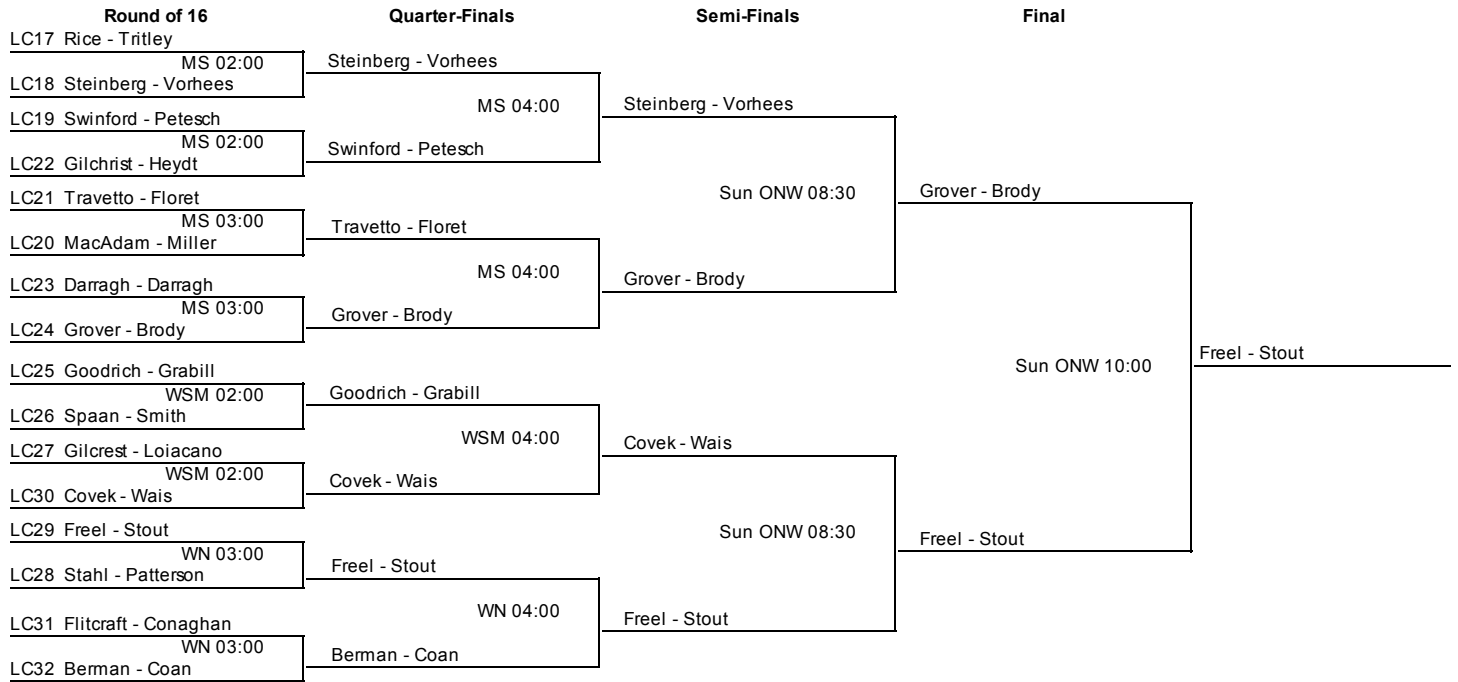 Round of 16 Quarter-Finals Semi-Finals Final
LC17 Rice - Tritley
MS 02:00
Steinberg - Vorhees
LC18 Steinberg - Vorhees
MS 04:00
Steinberg - Vorhees
LC19 Swinford - Petesch
MS 02:00
Swinford - Petesch
LC22 Gilchrist - Heydt
Sun ONW 08:30
Grover - Brody
LC21 Travetto - Floret
MS 03:00
Travetto - Floret
LC20 MacAdam - Miller
MS 04:00
Grover - Brody
LC23 Darragh - Darragh
MS 03:00
Grover - Brody
LC24 Grover - Brody
Sun ONW 10:00
Freel - Stout
LC25 Goodrich - Grabill
WSM 02:00
Goodrich - Grabill
LC26 Spaan - Smith
WSM 04:00
Covek - Wais
LC27 Gilcrest - Loiacano
WSM 02:00
Covek - Wais
LC30 Covek - Wais
Sun ONW 08:30
Freel - Stout
LC29 Freel - Stout
WN 03:00
Freel - Stout
LC28 Stahl - Patterson
WN 04:00
Freel - Stout
LC31 Flitcraft - Conaghan
WN 03:00
Berman - Coan
LC32 Berman - Coan